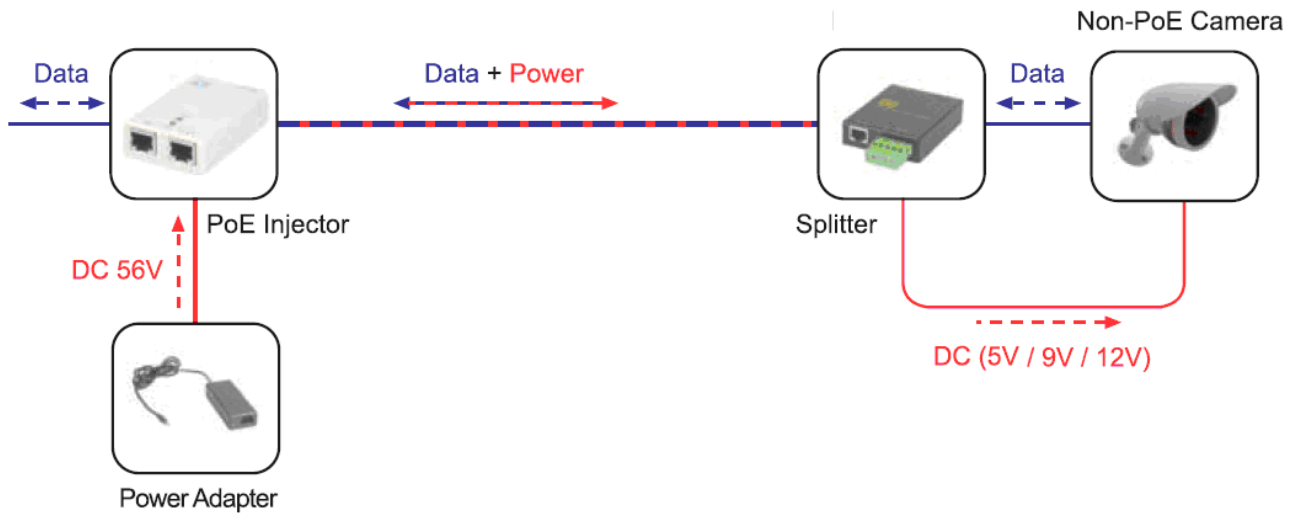 Non-PoE Camera
Data
Data + Power
Data
PoE Injector
Splitter
DC 56V
DC (5V / 9V / 12V)
Power Adapter